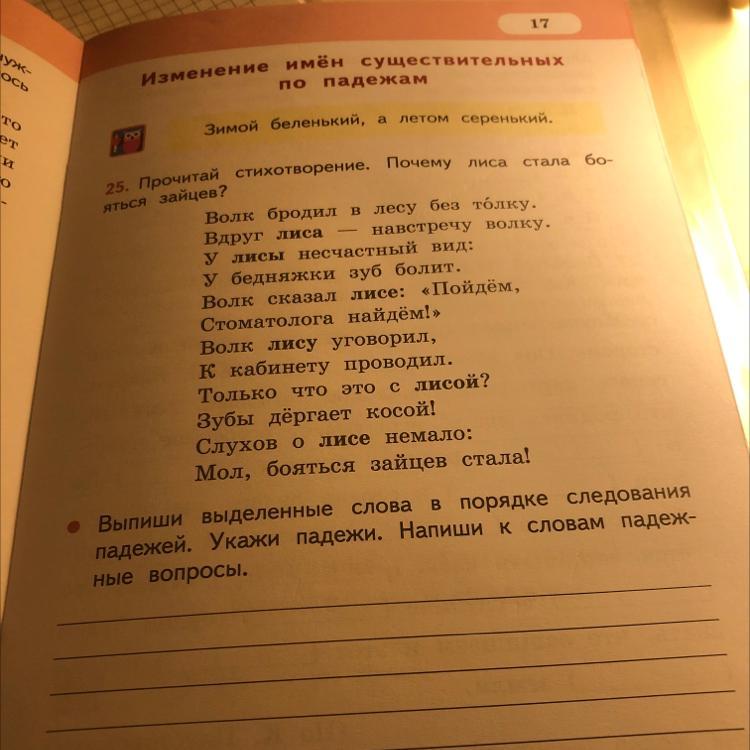 17
Изменение имён существительных
по падежам
Зимой беленький, а летом серенький.
25. Прочитай стихотворение. Почему лиса стала бо-
яться зайцев?
Волк бродил в лесу без то́лку.
Вдруг лиса — навстречу волку.
У лисы несчастный вид:
У бедняжки зуб болит.
Волк сказал лисе: «Пойдём,
Стоматолога найдём!»
Волк лису уговорил,
К кабинету проводил.
Только что это с лисой?
Зубы дёргает косой!
Слухов о лисе немало:
Мол, бояться зайцев стала!
Выпиши выделенные слова в порядке следования
падежей. Укажи падежи. Напиши к словам падеж-
ные вопросы.